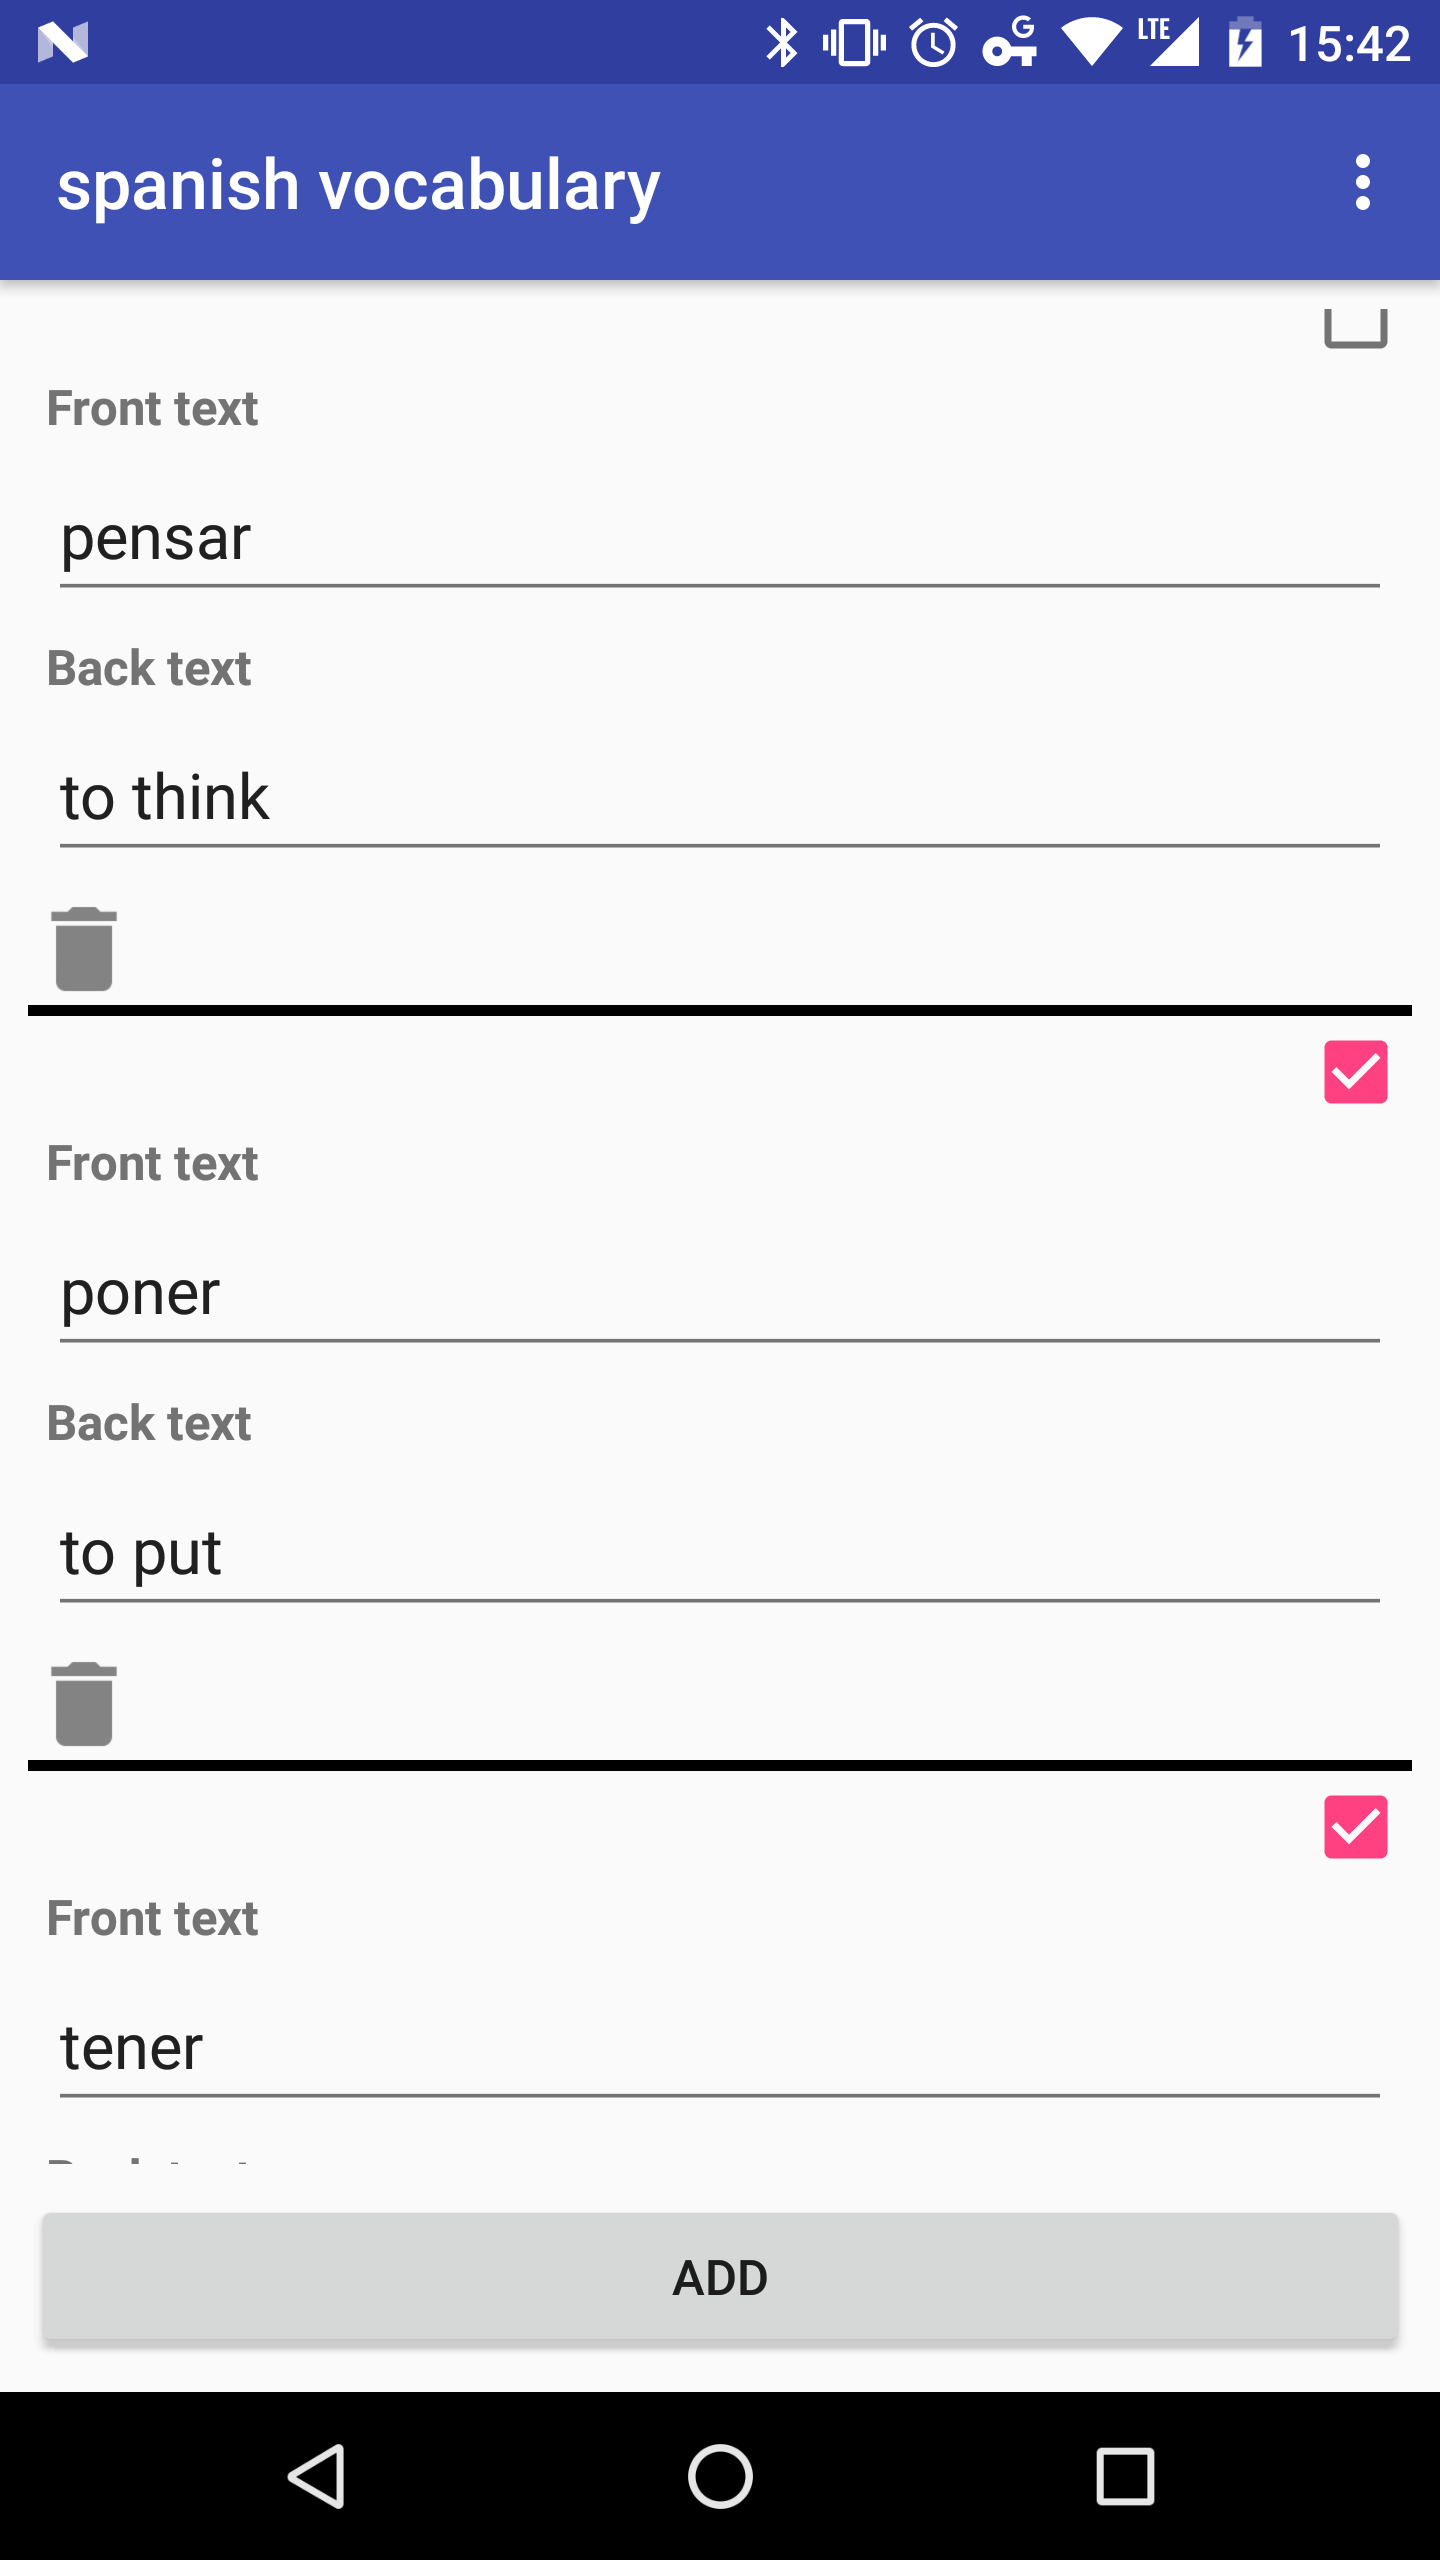 LTE 15:42
spanish vocabulary
Front text
pensar
Back text
to think
Front text
poner
Back text
to put
Front text
tener
ADD